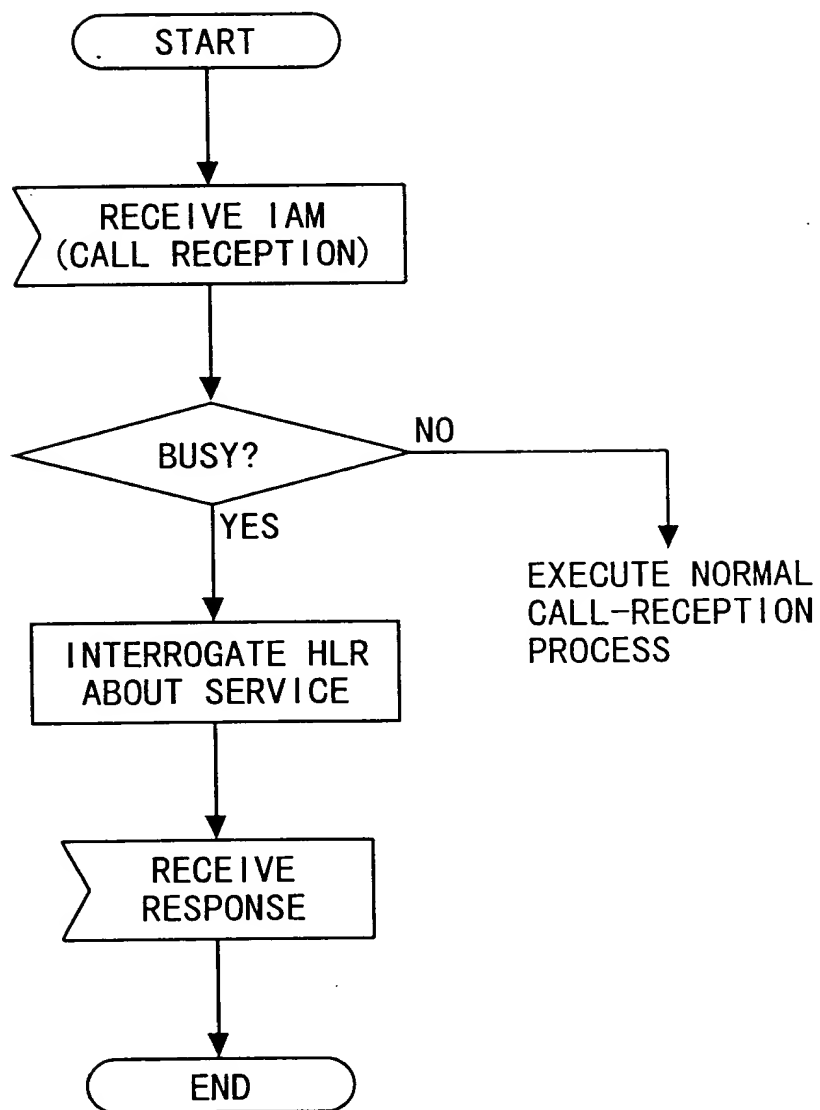 START
RECEIVE IAM
(CALL RECEPTION)
BUSY?
NO
YES
EXECUTE NORMAL
CALL-RECEPTION
PROCESS
INTERROGATE HLR
ABOUT SERVICE
RECEIVE
RESPONSE
END